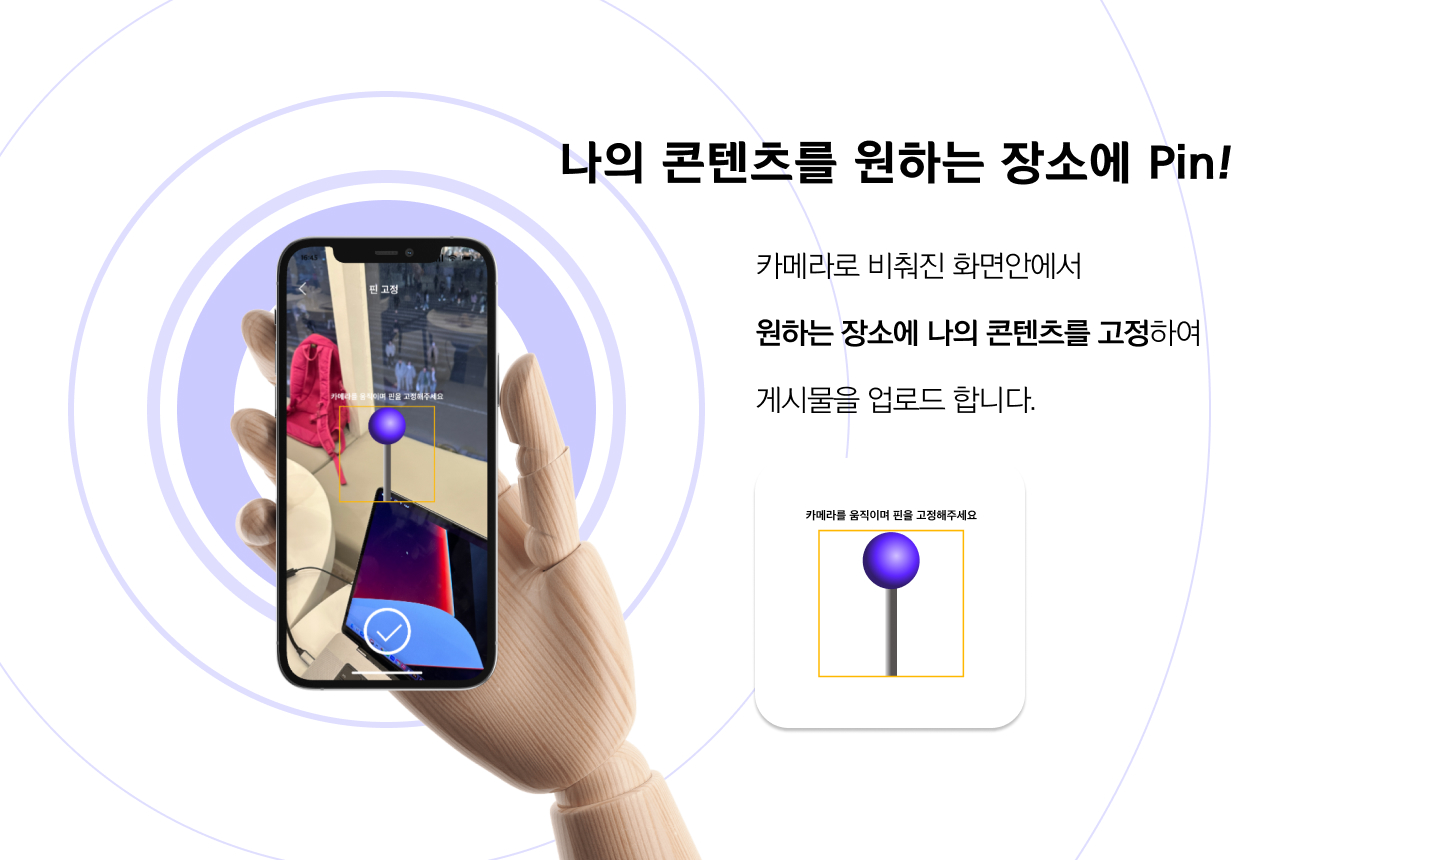 나의 콘텐츠를 원하는 장소에 Pin!
카메라로 비춰진 화면안에서
원하는 장소에 나의 콘텐츠를 고정하여
게시물을 업로드 합니다.
핀 고정
카메라를 움직이며 핀을 고정해주세요
카메라를 움직이며 핀을 고정해주세요